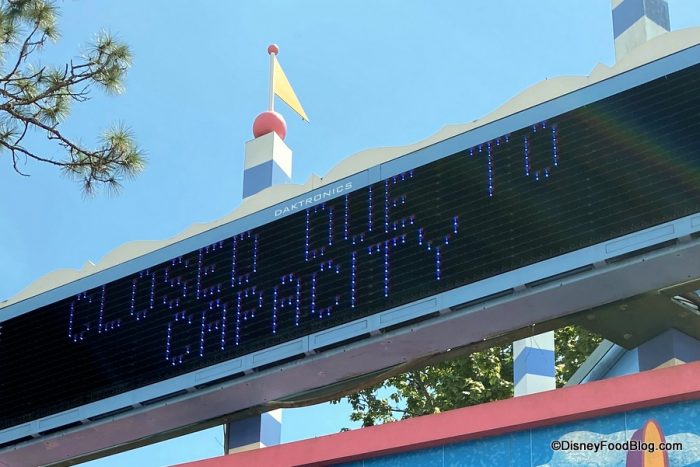 DAKTRONICS
CLOSED DUE TO
CAPACITY
©DisneyFoodBlog.com